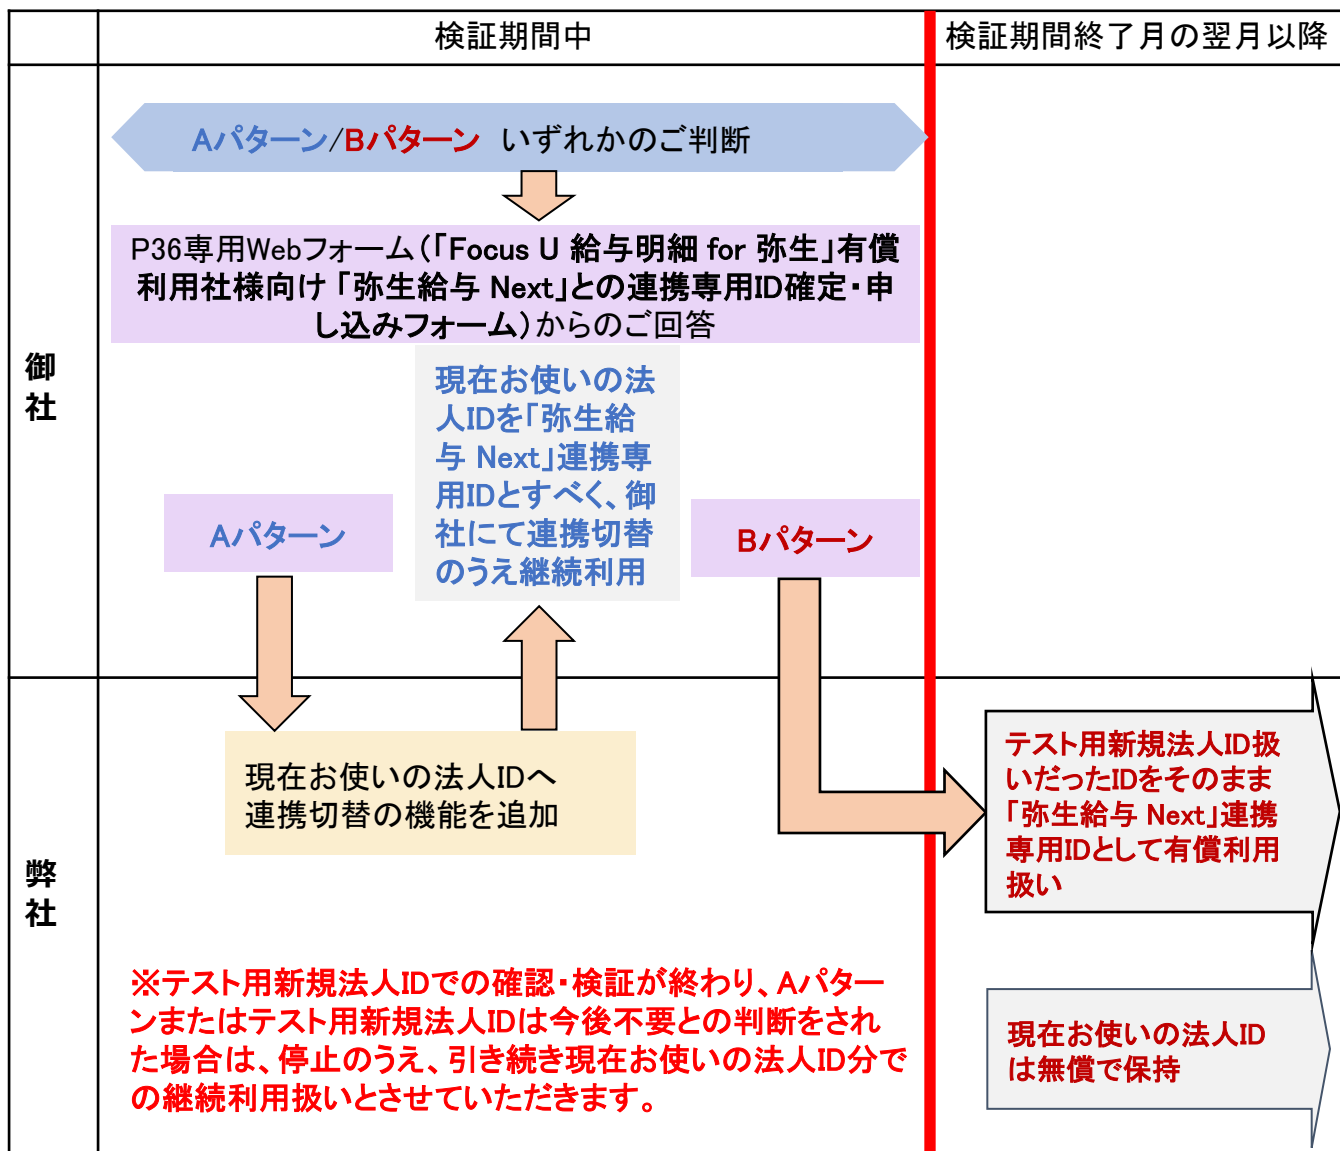 検証期間中
検証期間終了月の翌月以降
御
社
Aパターン/Bパターン いずれかのご判断
P36専用Webフォーム（「Focus U 給与明細 for 弥生」有償
利用社様向け「弥生給与 Next」との連携専用ID確定・申
し込みフォーム）からのご回答
現在お使いの法
人IDを「弥生給
与 Next」連携専
用IDとすべく、御
社にて連携切替
のうえ継続利用
Aパターン
Bパターン
弊
社
現在お使いの法人IDへ
連携切替の機能を追加
テスト用新規法人ID扱
いだったIDをそのまま
「弥生給与 Next」連携
専用IDとして有償利用
扱い
※テスト用新規法人IDでの確認・検証が終わり、Aパター
ンまたはテスト用新規法人IDは今後不要との判断をされ
た場合は、停止のうえ、引き続き現在お使いの法人ID分で
の継続利用扱いとさせていただきます。
現在お使いの法人ID
は無償で保持